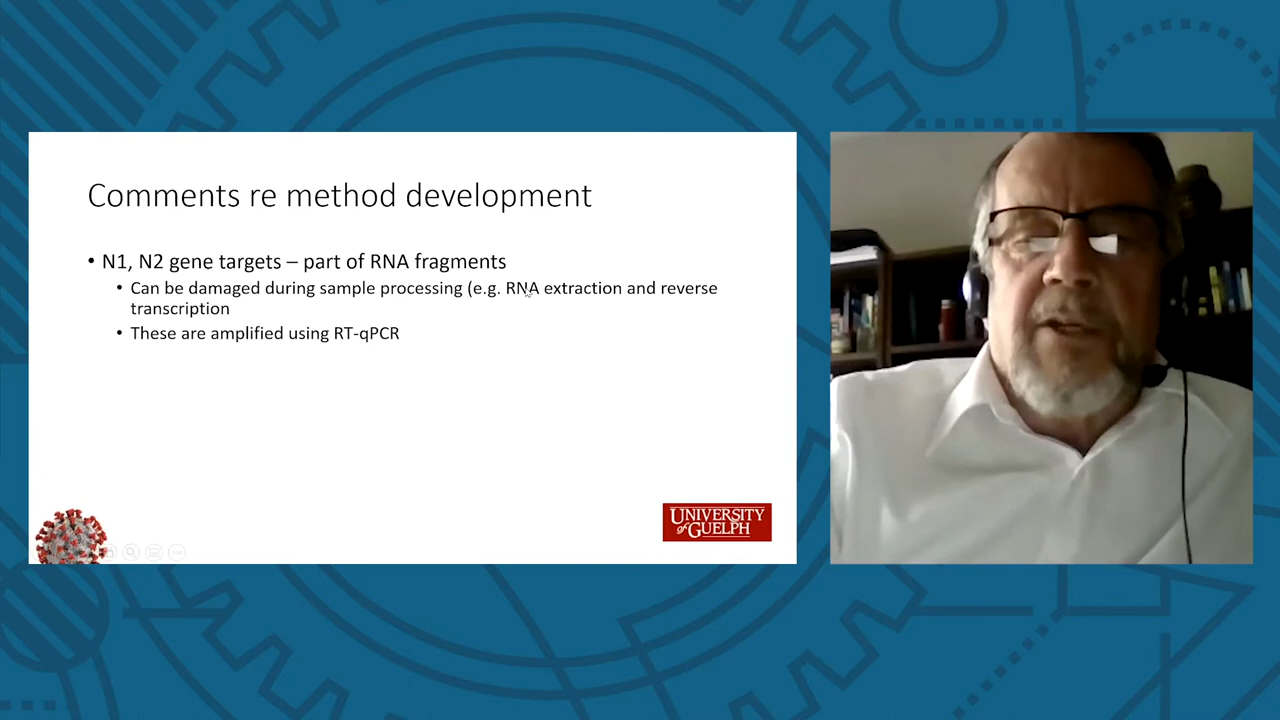 Comments re method development
• N1, N2 gene targets – part of RNA fragments
• Can be damaged during sample processing (e.g. RNA extraction and reverse
transcription
• These are amplified using RT-qPCR
UNIVERSITY
of GUELPH